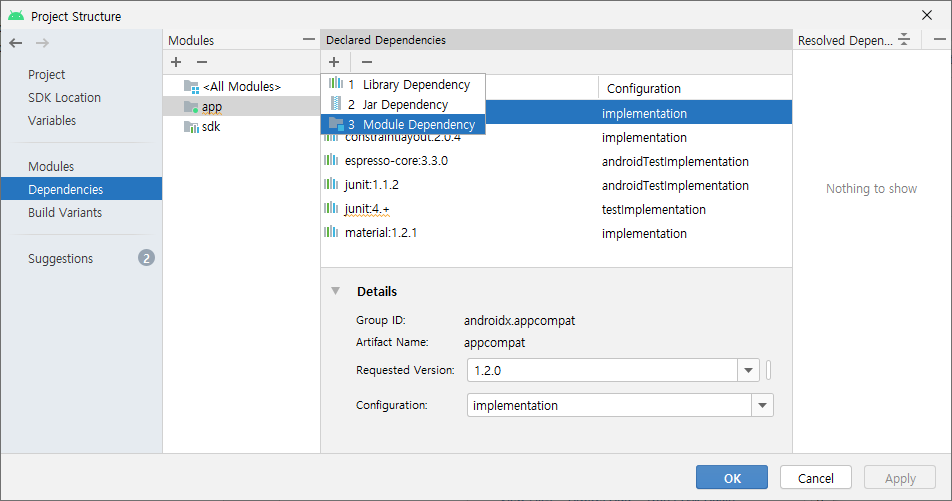 Project Structure
Modules
Declared Dependencies
Resolved Depen...
Project
SDK Location
Variables
Modules
Dependencies
Build Variants
Suggestions
2
<All Modules>
app
sdk
1 Library Dependency
2 Jar Dependency
3 Module Dependency
Configuration
implementation
constraintlayout:2.0.4 implementation
espresso-core:3.3.0 androidTestImplementation
junit:1.1.2 androidTestImplementation
junit:4.+ testImplementation
material:1.2.1 implementation
Nothing to show
Details
Group ID: androidx.appcompat
Artifact Name: appcompat
Requested Version: 1.2.0
Configuration: implementation
OK
Cancel
Apply